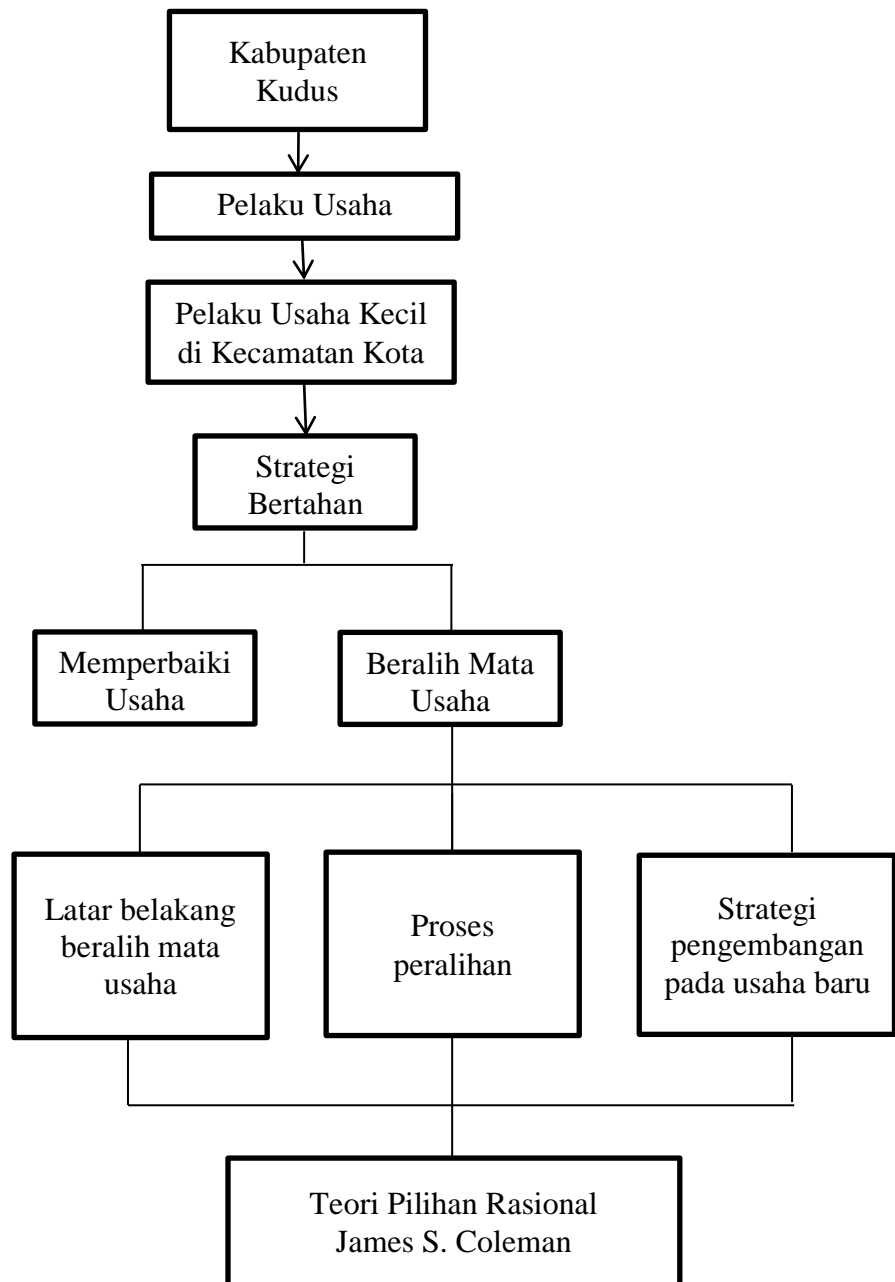 Kabupaten
Kudus
Pelaku Usaha
Pelaku Usaha Kecil
di Kecamatan Kota
Strategi
Bertahan
Memperbaiki
Usaha
Beralih Mata
Usaha
Latar belakang
beralih mata
usaha
Proses
peralihan
Strategi
pengembangan
pada usaha baru
Teori Pilihan Rasional
James S. Coleman